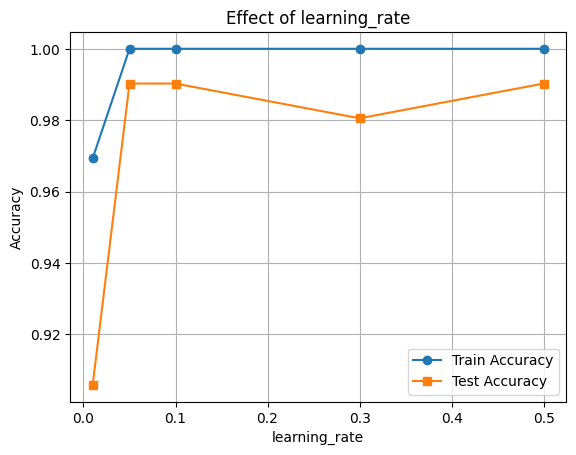 Effect of learning_rate
Accuracy
1.00
0.98
0.96
0.94
0.92
0.0 0.1 0.2 0.3 0.4 0.5
learning_rate
Train Accuracy
Test Accuracy